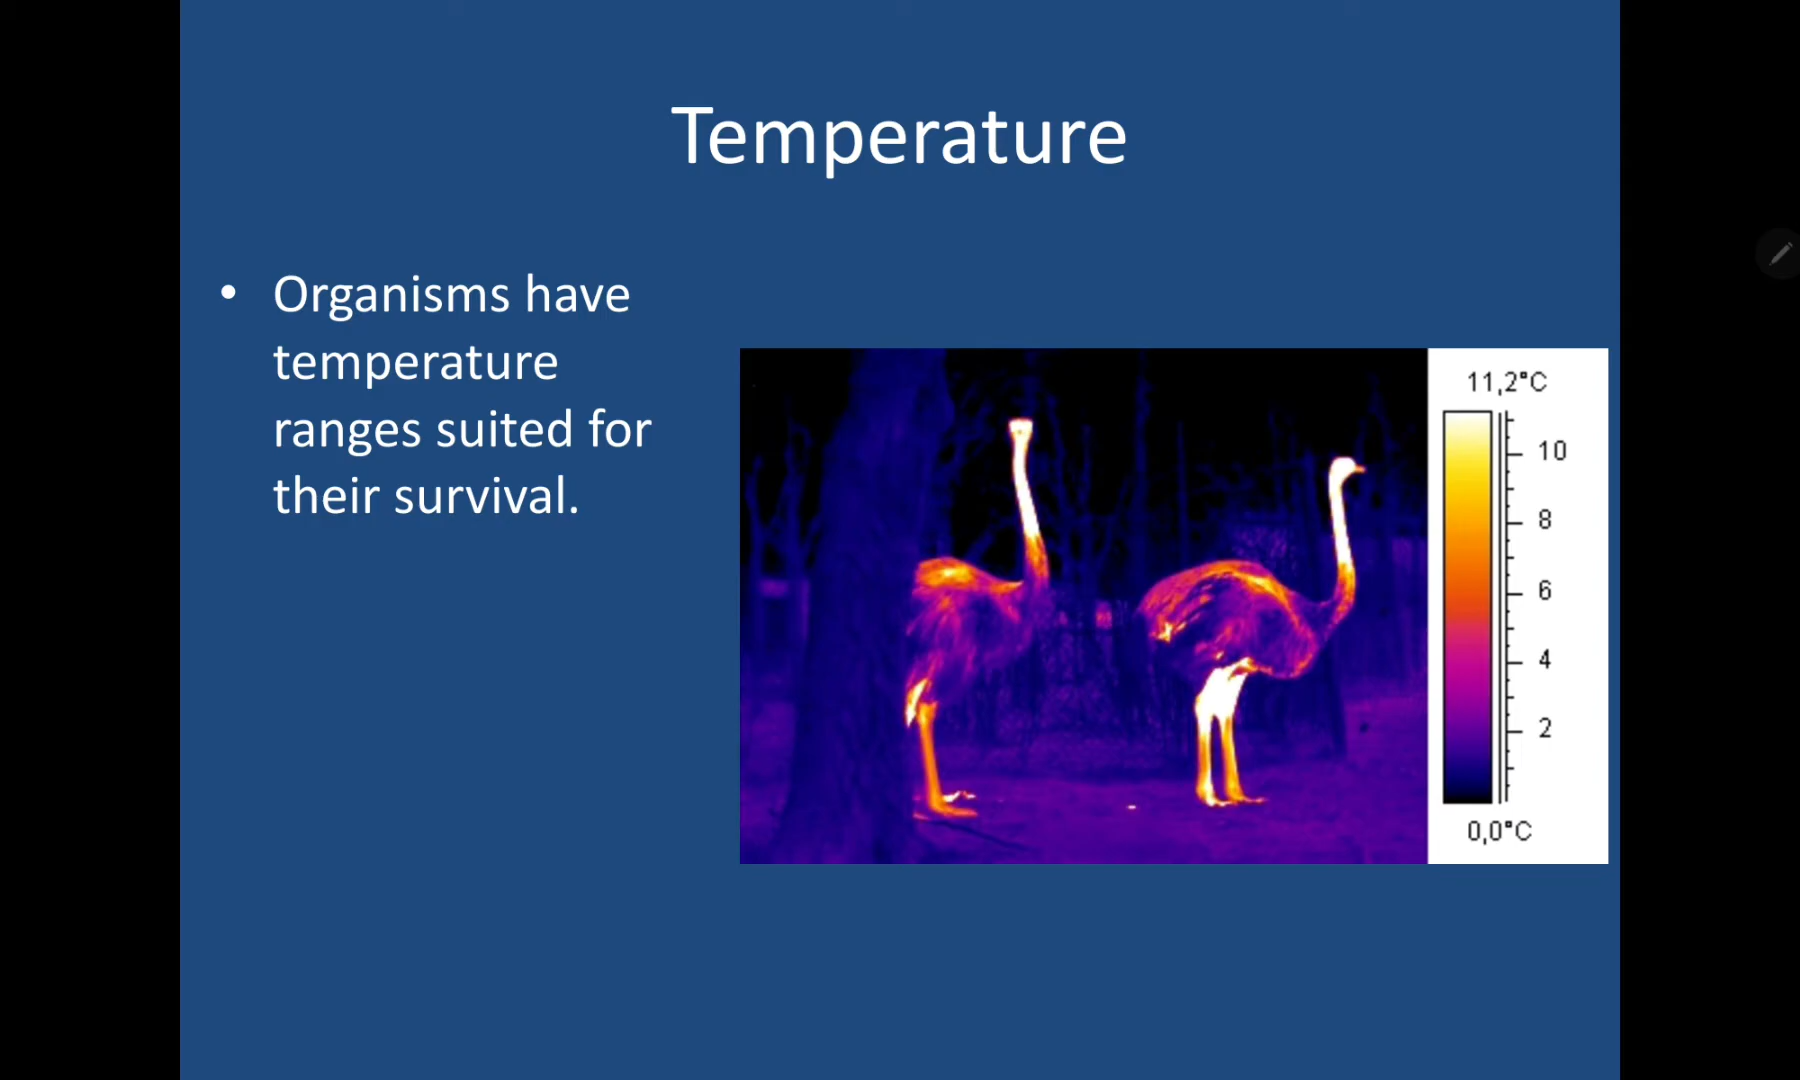 Temperature
• Organisms have
temperature
ranges suited for
their survival.
11,2°C
10
8
6
4
2
0,0°C